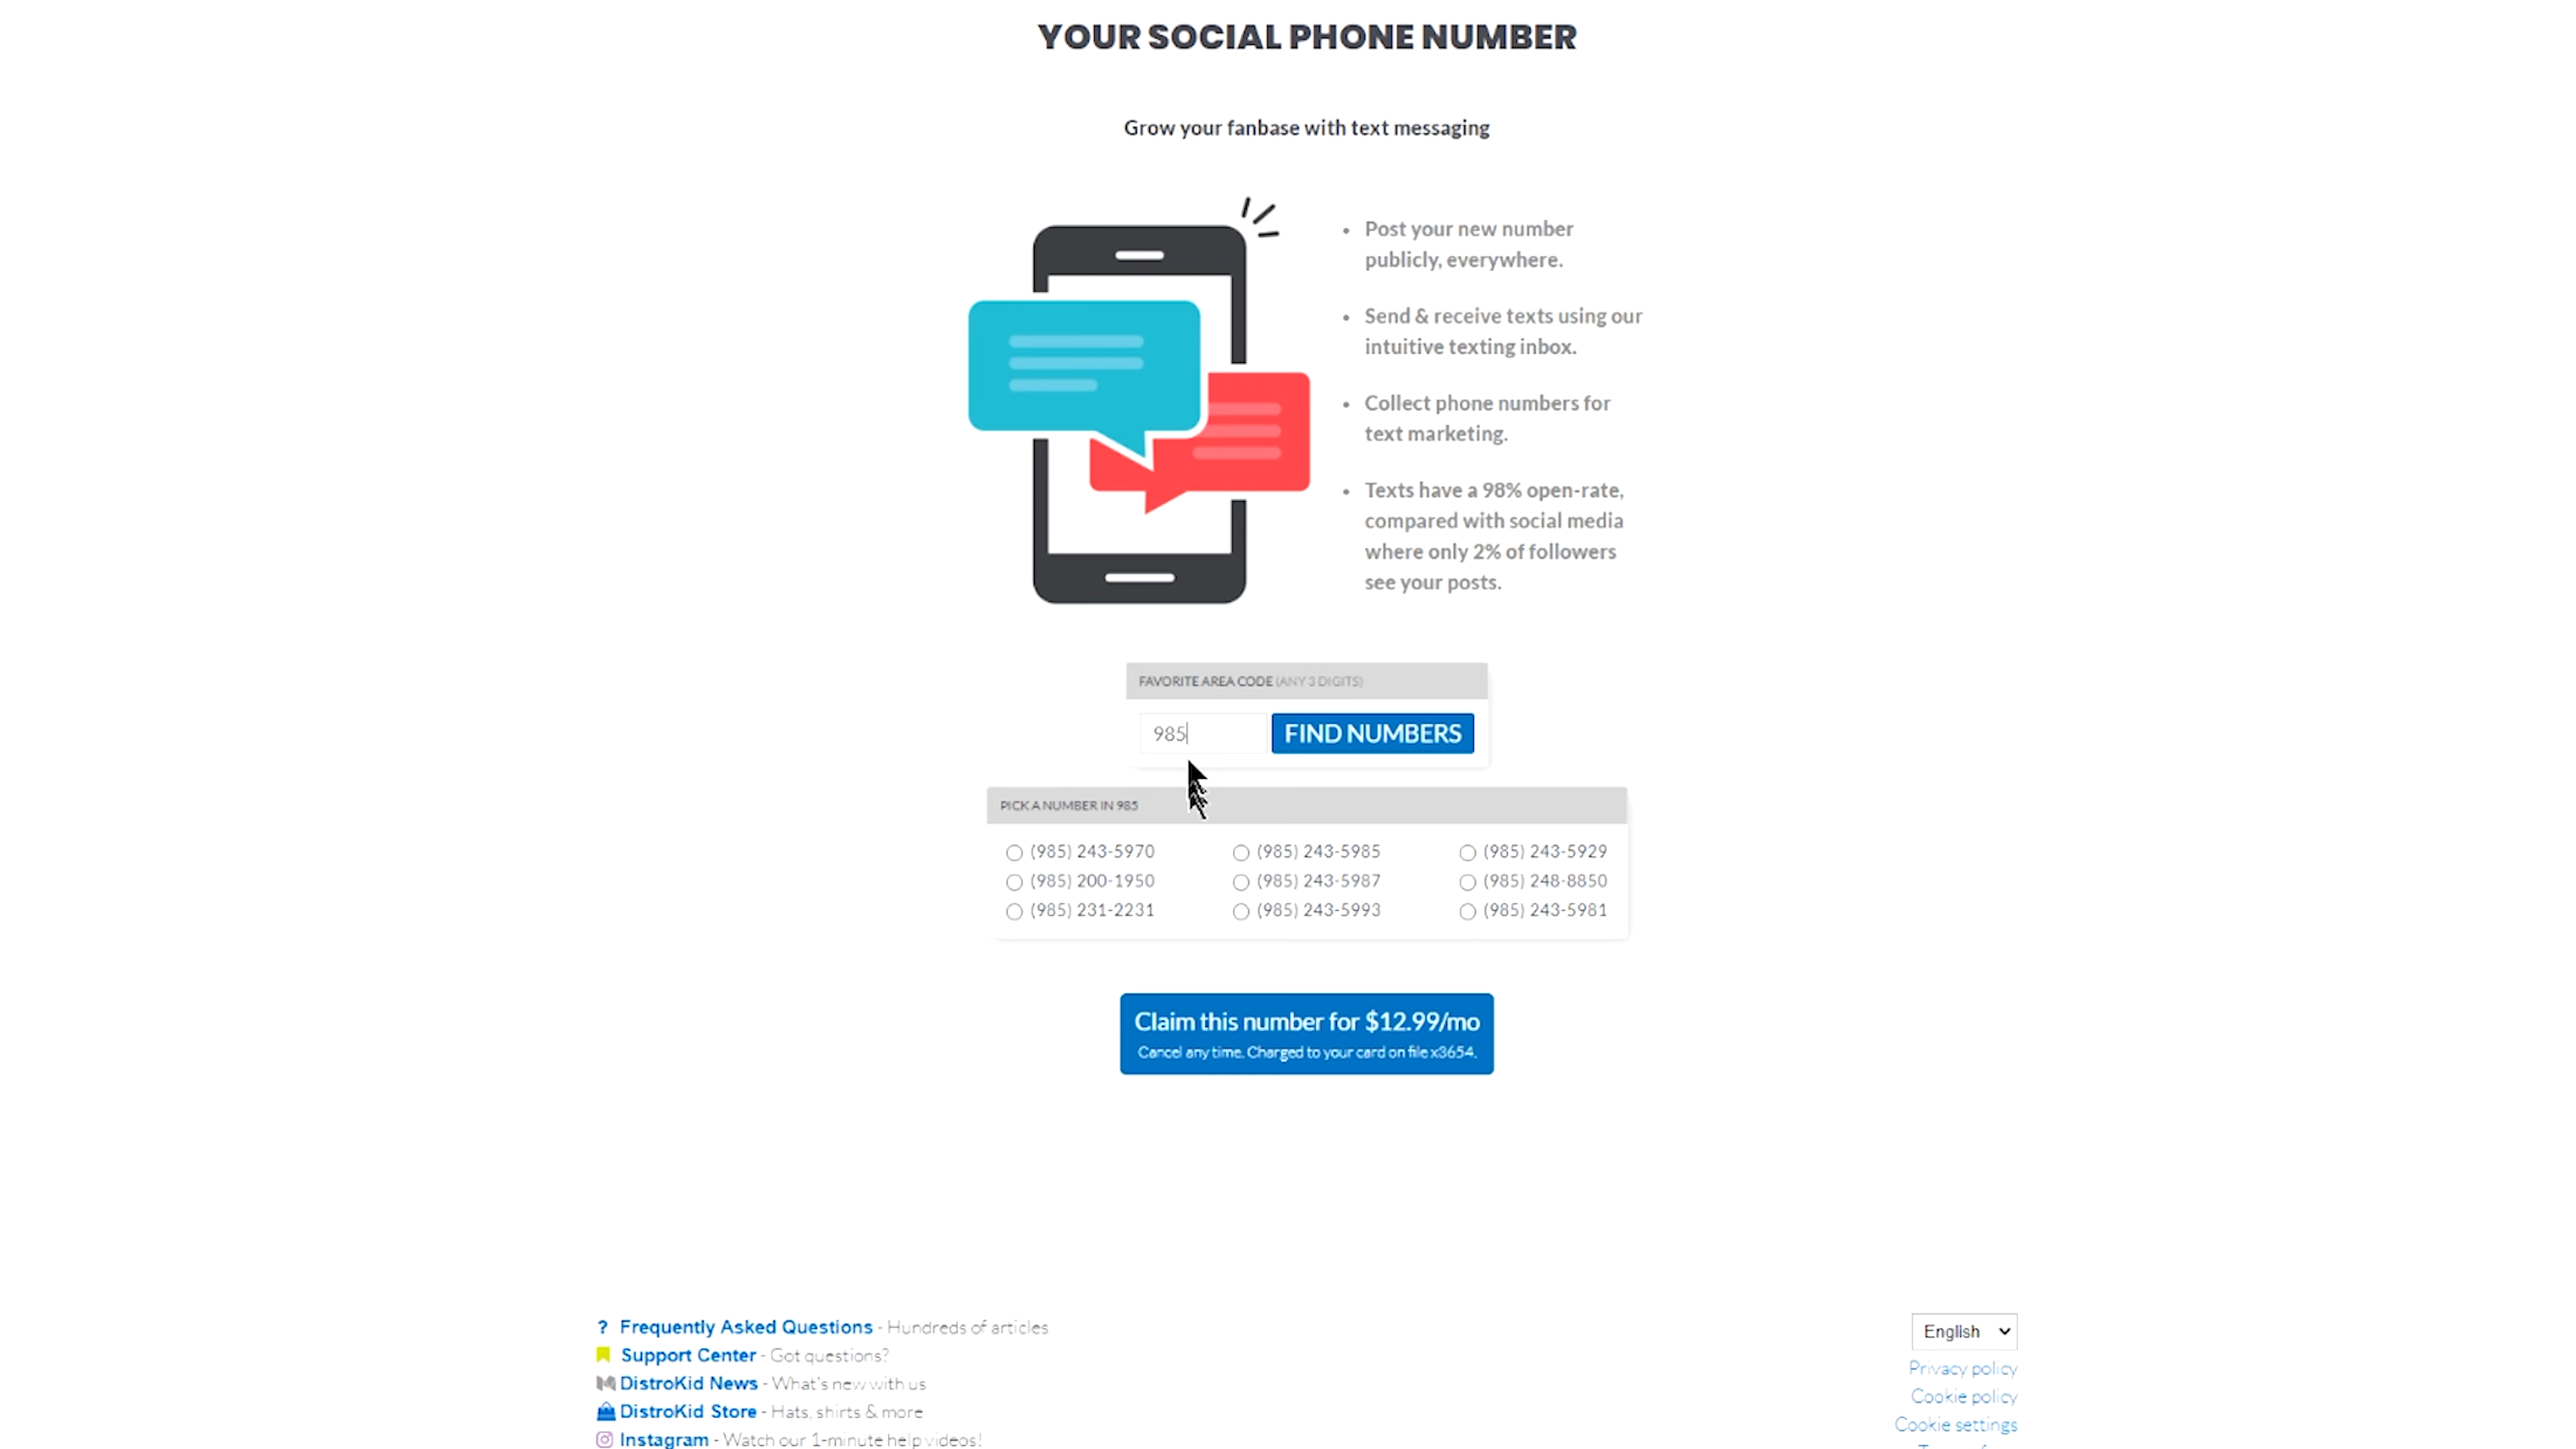 YOUR SOCIAL PHONE NUMBER
Grow your fanbase with text messaging
• Post your new number
publicly, everywhere.
• Send & receive texts using our
intuitive texting inbox.
• Collect phone numbers for
text marketing.
• Texts have a 98% open-rate,
compared with social media
where only 2% of followers
see your posts.
FAVORITE AREA CODE (ANY 3 DIGITS)
985 FIND NUMBERS
PICK A NUMBER IN 985
(985) 243-5970 (985) 243-5985 (985) 243-5929
(985) 200-1950 (985) 243-5987 (985) 248-8850
(985) 231-2231 (985) 243-5993 (985) 243-5981
Claim this number for $12.99/mo
Cancel any time. Charged to your card on file x3654.
? Frequently Asked Questions - Hundreds of articles
Support Center - Got questions?
DistroKid News - What's new with us
DistroKid Store - Hats, shirts & more
Instagram - Watch our 1-minute help videos!
English
Privacy policy
Cookie policy
Cookie settings